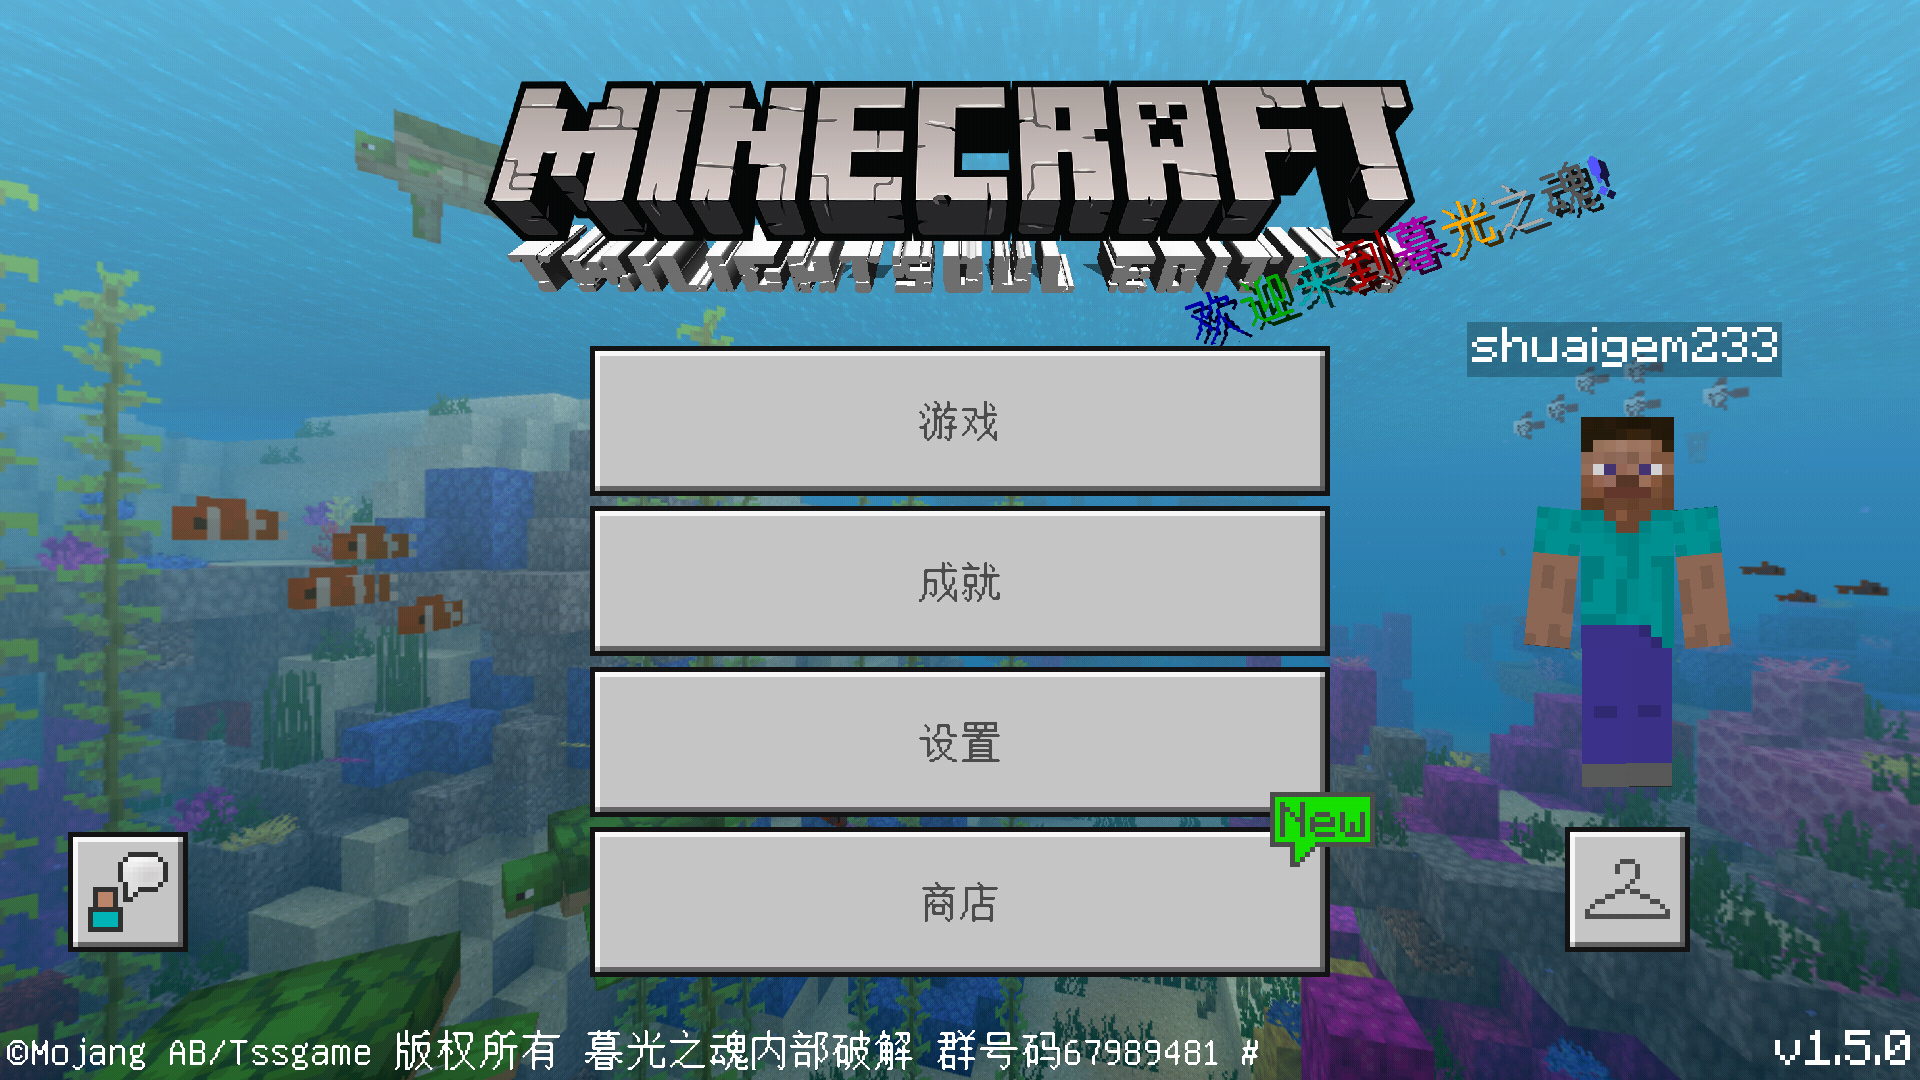 MINECRAFT
TWILIGHTSOUL EDITION
欢迎来到暮光之魂!
shuaigem233
游戏
成就
设置
New
商店
©Mojang AB/Tssgame 版权所有 暮光之魂内部破解 群号码67989481 #
v1.5.0